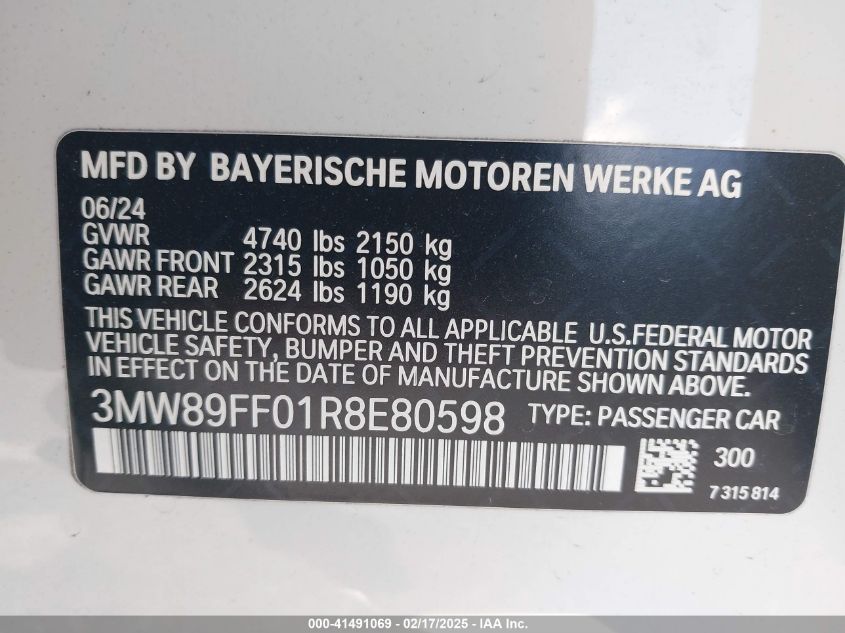 MFD BY BAYERISCHE MOTOREN WERKE AG
06/24
GVWR 4740 lbs 2150 kg
GAWR FRONT 2315 lbs 1050 kg
GAWR REAR 2624 lbs 1190 kg
THIS VEHICLE CONFORMS TO ALL APPLICABLE U.S.FEDERAL MOTOR
VEHICLE SAFETY, BUMPER AND THEFT PREVENTION STANDARDS
IN EFFECT ON THE DATE OF MANUFACTURE SHOWN ABOVE.
3MW89FF01R8E80598 TYPE: PASSENGER CAR
300
7 315 814
000-41491069 - 02/17/2025 - IAA Inc.